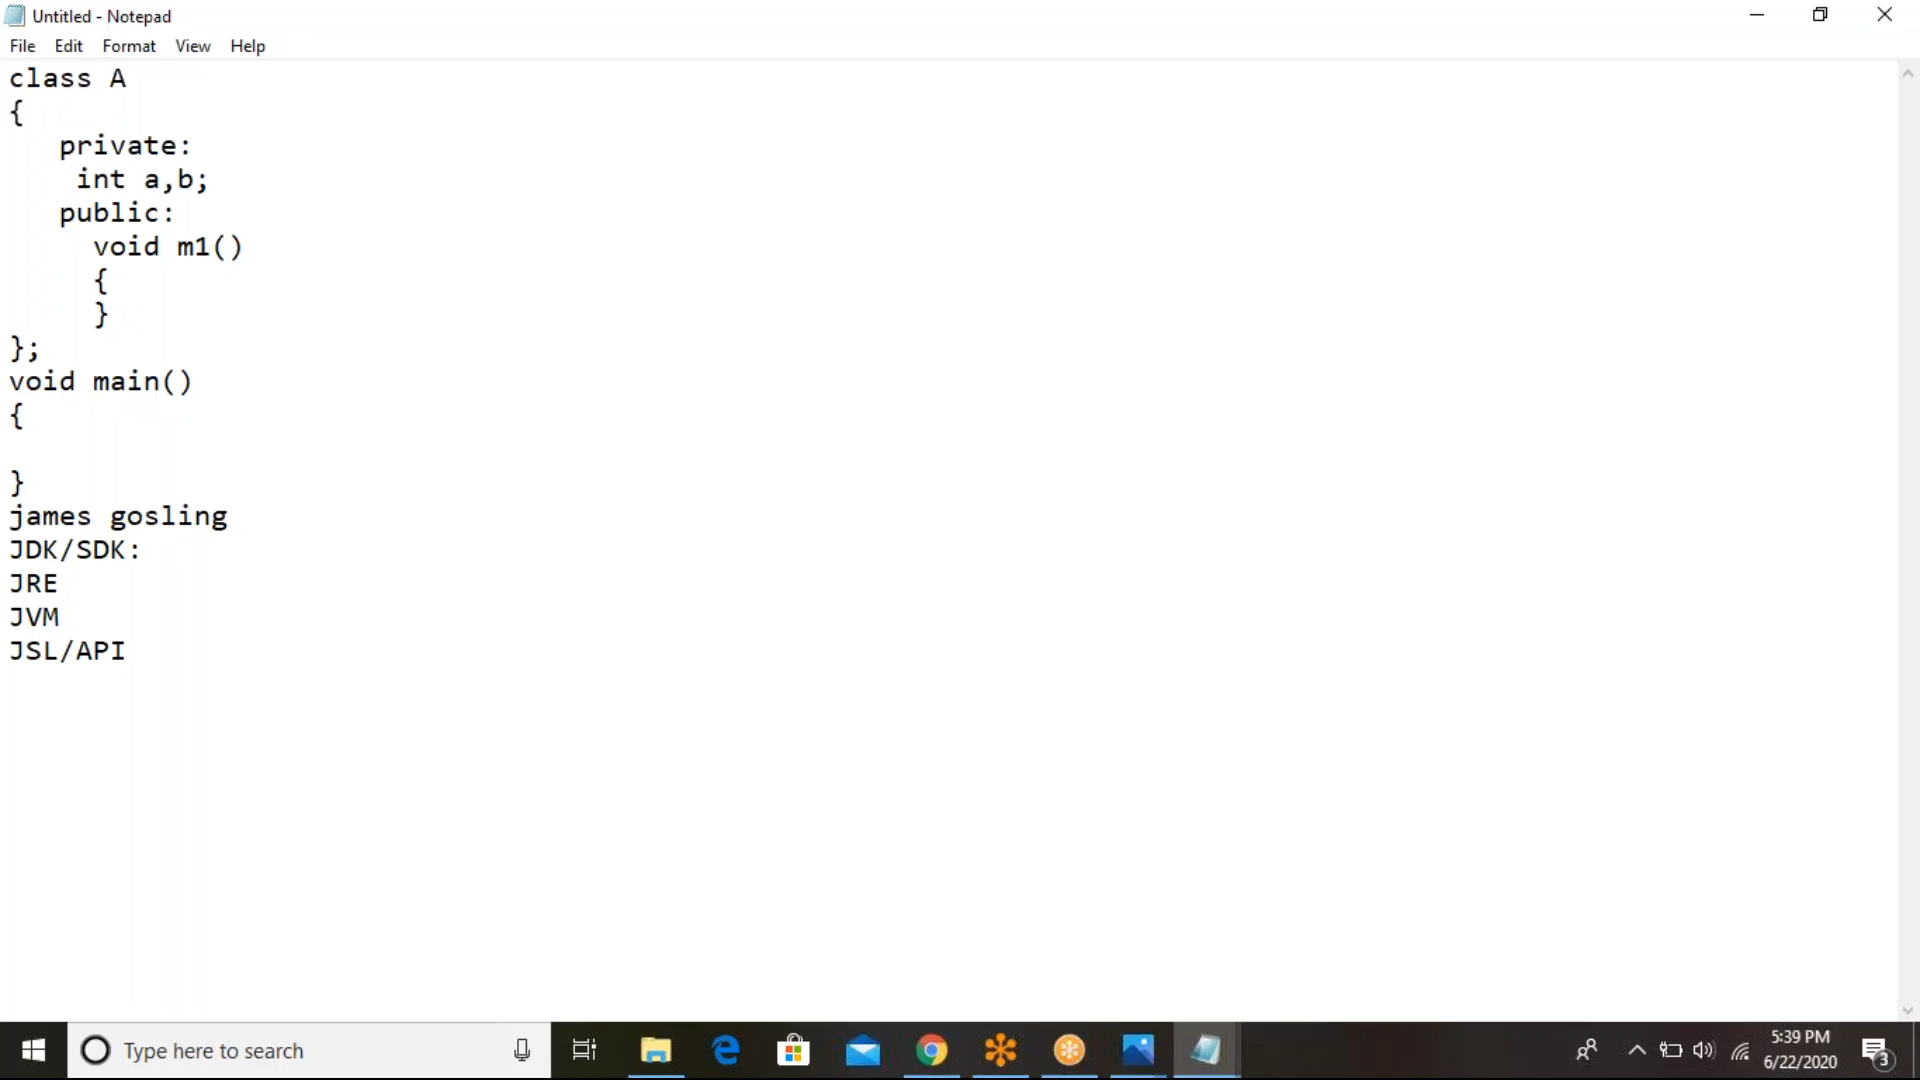 Untitled - Notepad
File Edit Format View Help
class A
{
private:
int a,b;
public:
void m1()
{
}
};
void main()
{
}
james gosling
JDK/SDK:
JRE
JVM
JSL/API
Type here to search
5:39 PM
6/22/2020
3